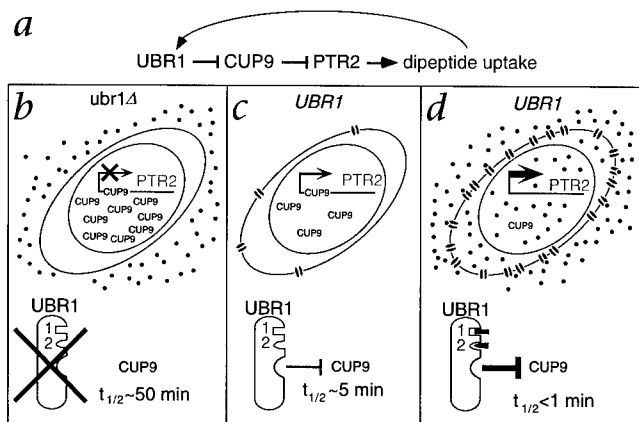 a
UBR1 ⊣ CUP9 ⊣ PTR2 → dipeptide uptake
b
ubr1Δ
PTR2
CUP9
CUP9 CUP9
CUP9 CUP9
CUP9 CUP9
CUP9 CUP9
CUP9
UBR1
1
2
CUP9
t1/2~50 min
c
UBR1
PTR2
CUP9
CUP9
CUP9
CUP9
UBR1
1
2
CUP9
t1/2~5 min
d
UBR1
PTR2
CUP9
UBR1
1
2
CUP9
t1/2<1 min